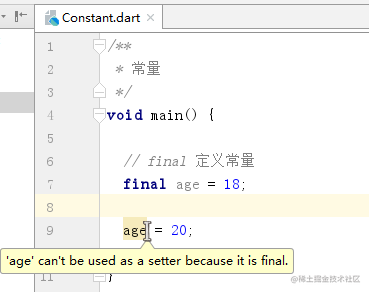 Constant.dart
1 /**
2 * 常量
3 */
4 void main() {
5
6 // final 定义常量
7 final age = 18;
8
9 age = 20;
'age' can't be used as a setter because it is final.
11 }
@稀土掘金技术社区